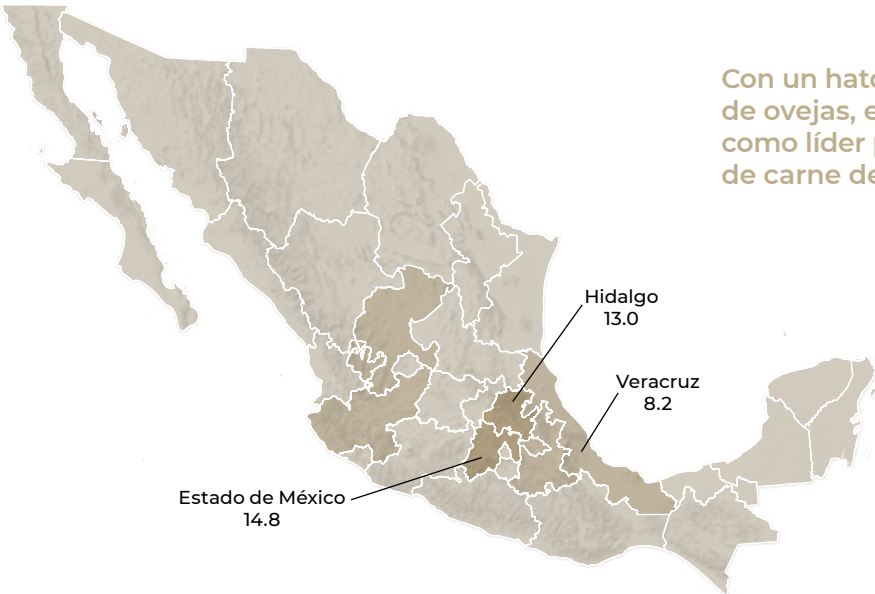 Con un hato
de ovejas, e
como líder p
de carne de
Hidalgo
13.0
Veracruz
8.2
Estado de México
14.8